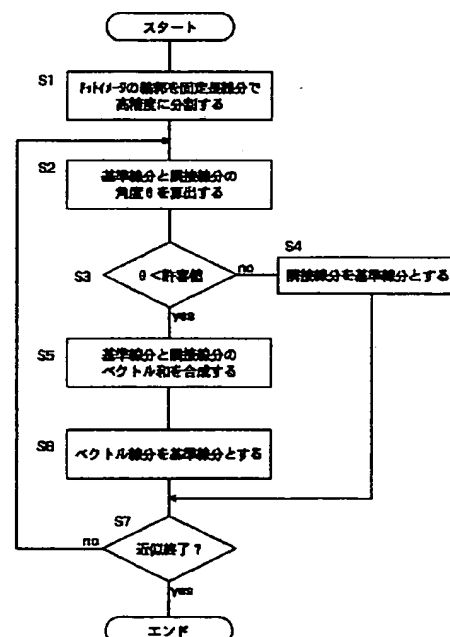 スタート
S1
ドットイメージの輪郭を固定長線分で
高精度に分割する
S2
基準線分と隣接線分の
角度θを算出する
S3
θ<許容値
no
S4
隣接線分を基準線分とする
yes
S5
基準線分と隣接線分の
ベクトル和を合成する
S6
ベクトル線分を基準線分とする
S7
no
近似終了?
yes
エンド